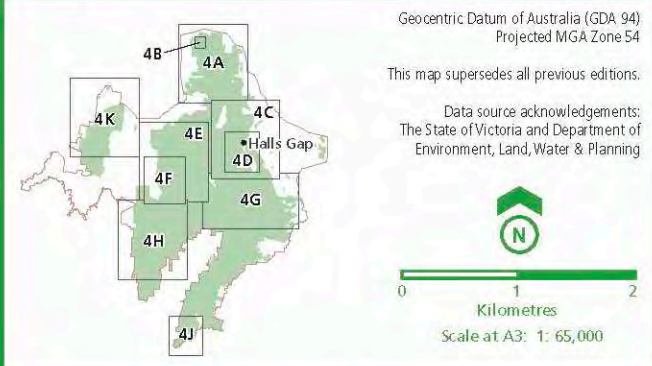 Geocentric Datum of Australia (GDA 94)
Projected MGA Zone 54
This map supersedes all previous editions.
Data source acknowledgements:
The State of Victoria and Department of
Environment, Land, Water & Planning
4B
4A
4K
4C
4E
Halls Gap
4D
4F
4G
4H
4J
N
0 1 2
Kilometres
Scale at A3: 1: 65,000